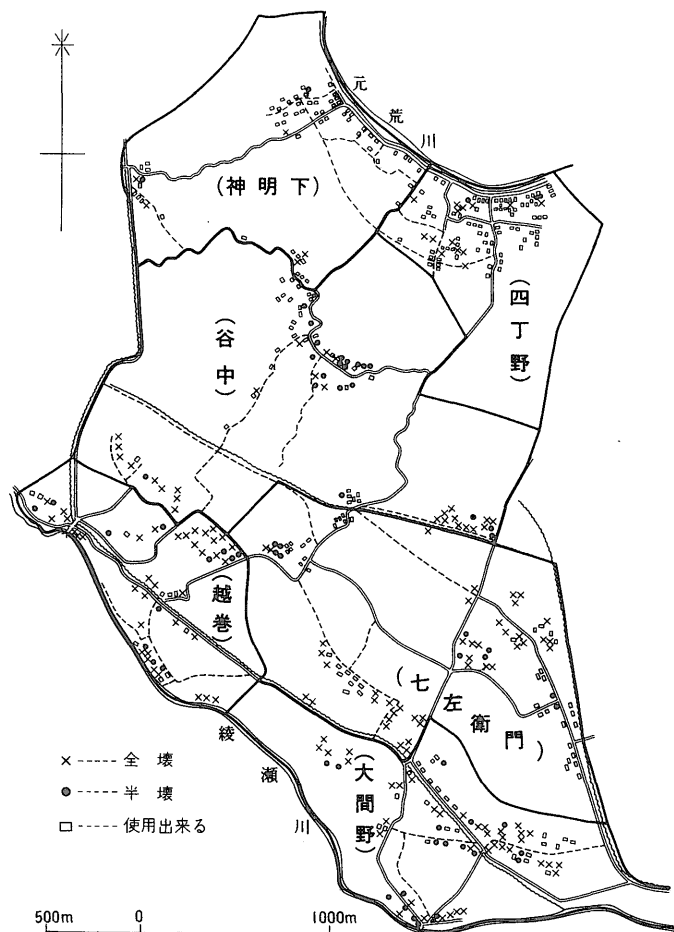 元荒川
(神明下)
(四丁野)
(谷中)
(越巻)
(七左衛門)
(大間野)
綾瀬川
× ----- 全壊
● ----- 半壊
□ ----- 使用出来る
500m 0 1000m